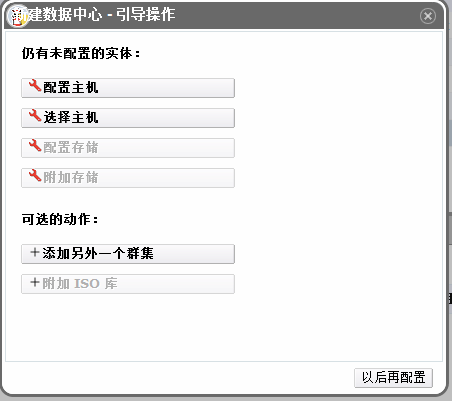 新建数据中心 - 引导操作
仍有未配置的实体：
配置主机
选择主机
配置存储
附加存储
可选的动作：
添加另外一个群集
附加 ISO 库
以后再配置